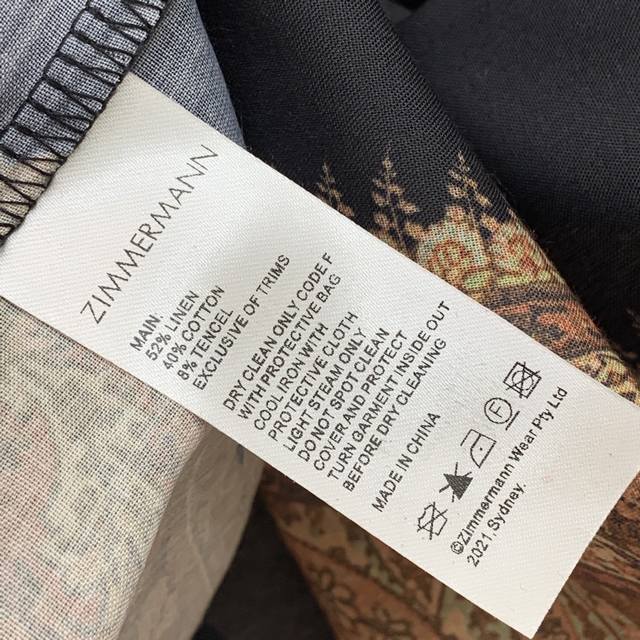 ZIMMERMANN
MAIN:
52% LINEN
40% COTTON
8% TENCEL
EXCLUSIVE OF TRIMS
DRY CLEAN ONLY CODE F
WITH PROTECTIVE BAG
COOL IRON WITH
PROTECTIVE CLOTH
LIGHT STEAM ONLY
DO NOT SPOT CLEAN
COVER AND PROTECT
TURN GARMENT INSIDE OUT
BEFORE DRY CLEANING
MADE IN CHINA
F
©Zimmermann Wear Pty Ltd
2021.Sydney.